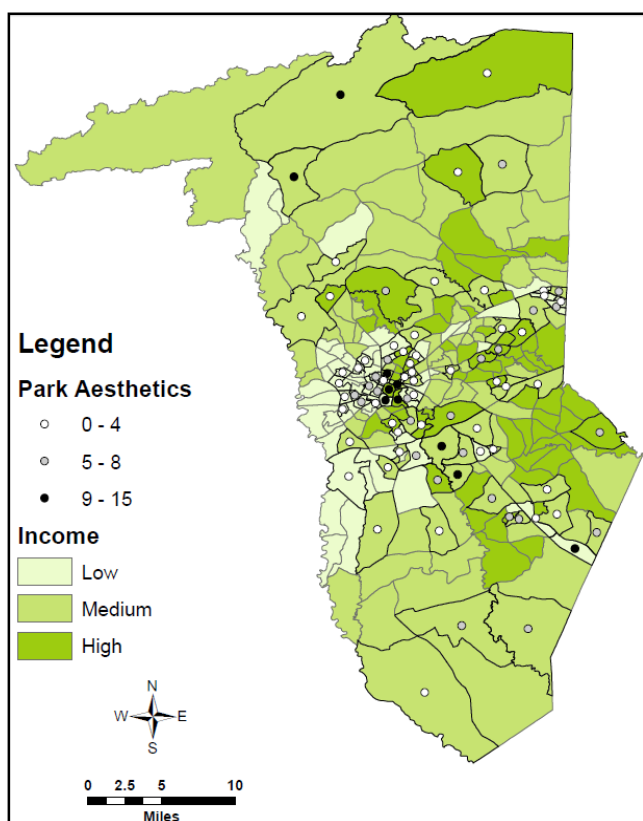 Legend
Park Aesthetics
0 - 4
5 - 8
9 - 15
Income
Low
Medium
High
N
W E
S
0 2.5 5 10
Miles